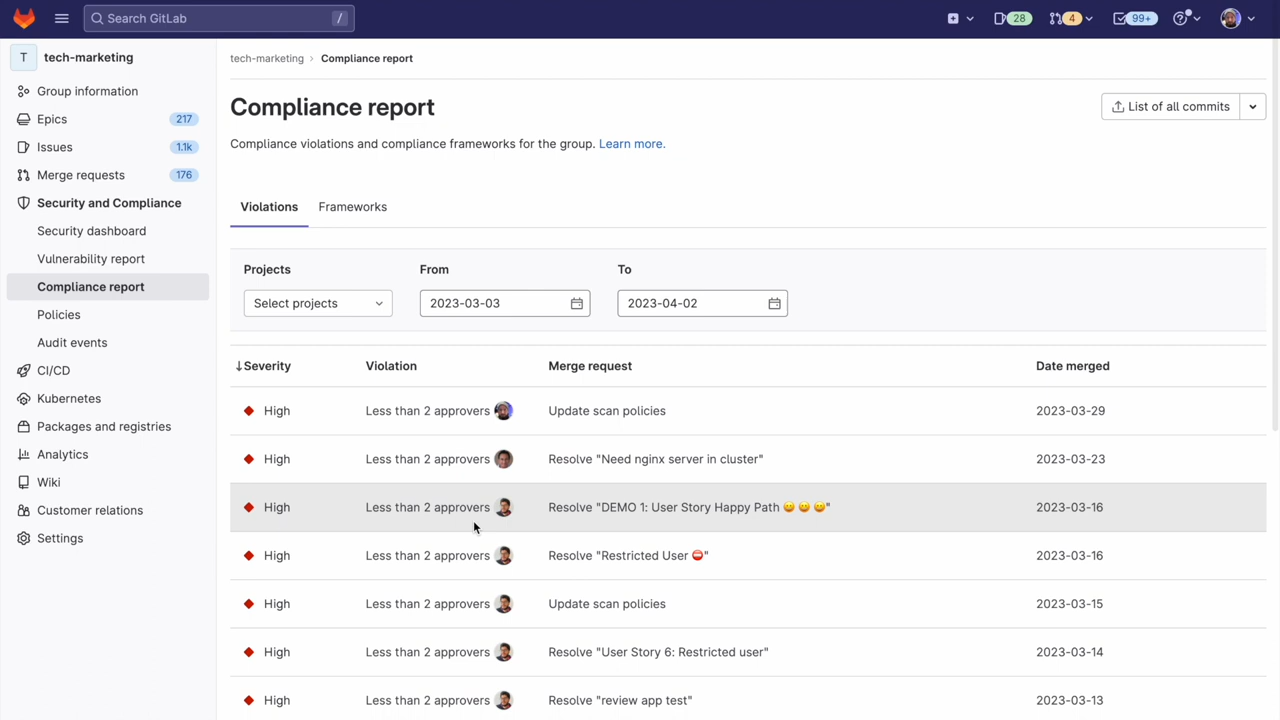 Search GitLab /
28
4
99+
T tech-marketing
Group information
Epics 217
Issues 1.1k
Merge requests 176
Security and Compliance
Security dashboard
Vulnerability report
Compliance report
Policies
Audit events
CI/CD
Kubernetes
Packages and registries
Analytics
Wiki
Customer relations
Settings
tech-marketing › Compliance report
Compliance report
List of all commits
Compliance violations and compliance frameworks for the group. Learn more.
Violations Frameworks
Projects From To
Select projects 2023-03-03 2023-04-02
↓Severity Violation Merge request Date merged
High Less than 2 approvers Update scan policies 2023-03-29
High Less than 2 approvers Resolve "Need nginx server in cluster" 2023-03-23
High Less than 2 approvers Resolve "DEMO 1: User Story Happy Path 😀 😀 😀" 2023-03-16
High Less than 2 approvers Resolve "Restricted User ⛔" 2023-03-16
High Less than 2 approvers Update scan policies 2023-03-15
High Less than 2 approvers Resolve "User Story 6: Restricted user" 2023-03-14
High Less than 2 approvers Resolve "review app test" 2023-03-13